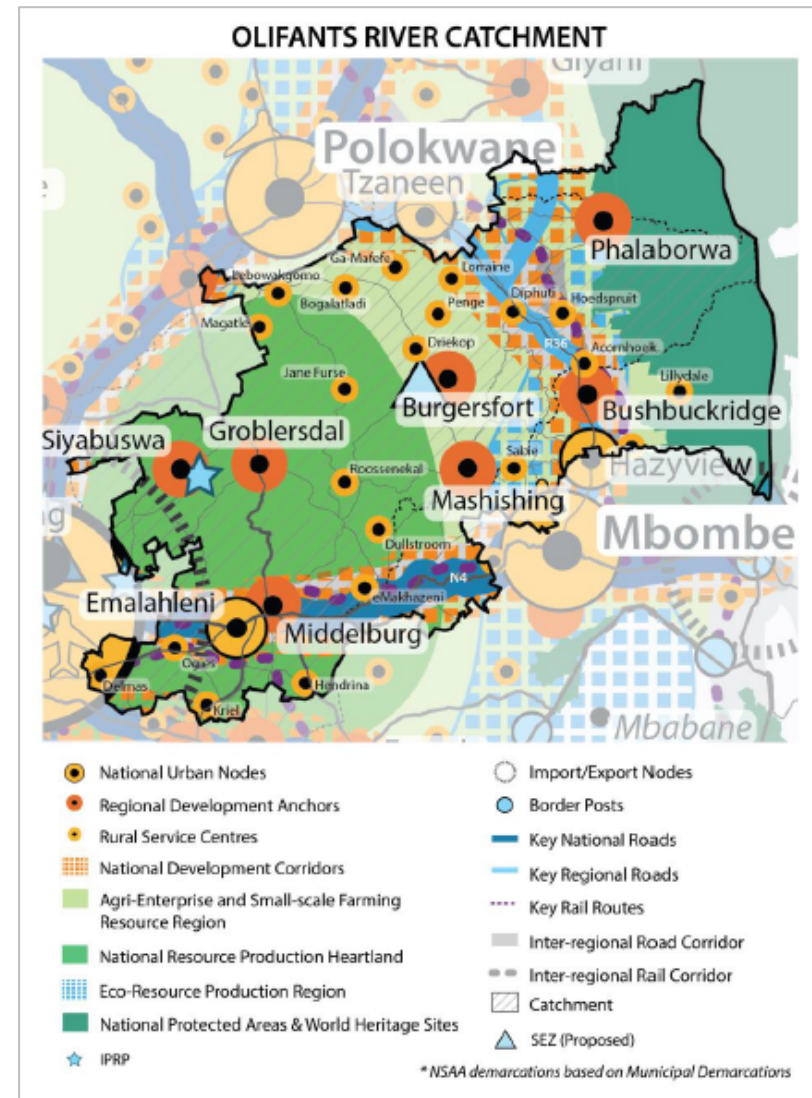 OLIFANTS RIVER CATCHMENT
Giyani
Polokwane
Tzaneen
Phalaborwa
Ga-Mafefe
Lorraine
Lebowakgomo
Bogalatladi
Penge
Diphuti
Hoedspruit
Magatle
Driekop
R36
Acornhoek
Jane Furse
Lillydale
Burgersfort
Bushbuckridge
Siyabuswa
Groblersdal
Sabie
Hazyview
Roossenekal
Mashishing
Dullstroom
Mbombe
N4
eMakhazeni
Emalahleni
Middelburg
Ogies
Delmas
Hendrina
Kriel
Mbabane
National Urban Nodes
Regional Development Anchors
Rural Service Centres
National Development Corridors
Agri-Enterprise and Small-scale Farming
Resource Region
National Resource Production Heartland
Eco-Resource Production Region
National Protected Areas & World Heritage Sites
IPRP
Import/Export Nodes
Border Posts
Key National Roads
Key Regional Roads
Key Rail Routes
Inter-regional Road Corridor
Inter-regional Rail Corridor
Catchment
SEZ (Proposed)
* NSAA demarcations based on Municipal Demarcations